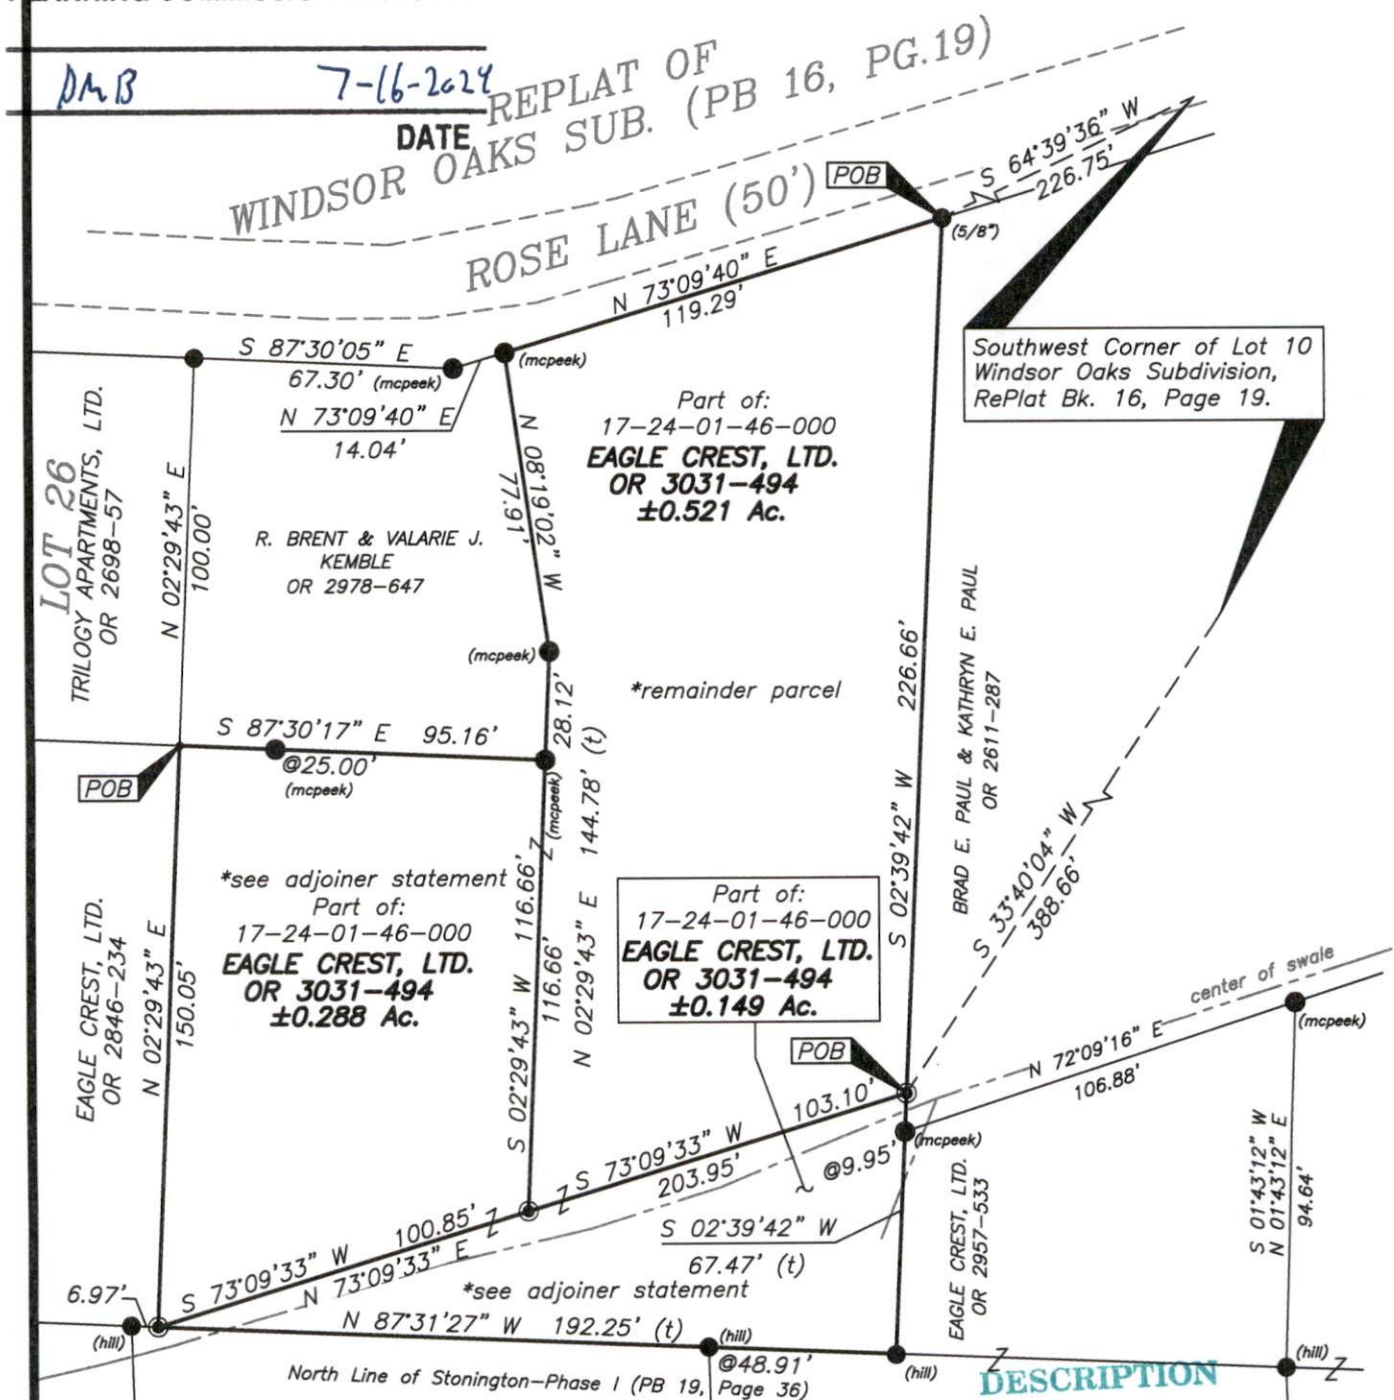 DMB 7-16-2024
DATE
REPLAT OF
WINDSOR OAKS SUB. (PB 16, PG.19)
ROSE LANE (50')
POB
S 64°39'36" W
226.75'
(5/8")
N 73°09'40" E
119.29'
S 87°30'05" E
67.30' (mcpeek)
(mcpeek)
N 73°09'40" E
14.04'
Southwest Corner of Lot 10
Windsor Oaks Subdivision,
RePlat Bk. 16, Page 19.
Part of:
17-24-01-46-000
EAGLE CREST, LTD.
OR 3031-494
±0.521 Ac.
N 08°19'02" W
77.91'
LOT 26
TRILOGY APARTMENTS, LTD.
OR 2698-57
N 02°29'43" E
100.00'
R. BRENT & VALARIE J.
KEMBLE
OR 2978-647
(mcpeek)
28.12'
*remainder parcel
S 02°39'42" W 226.66'
BRAD E. PAUL & KATHRYN E. PAUL
OR 2611-287
S 87°30'17" E 95.16'
@25.00'
(mcpeek)
(mcpeek)
POB
N 02°29'43" E 144.78' (t)
S 33°40'04" W
388.66'
*see adjoiner statement
Part of:
17-24-01-46-000
EAGLE CREST, LTD.
OR 3031-494
±0.288 Ac.
S 02°29'43" W 116.66'
116.66'
Part of:
17-24-01-46-000
EAGLE CREST, LTD.
OR 3031-494
±0.149 Ac.
EAGLE CREST, LTD.
OR 2846-234
N 02°29'43" E
150.05'
POB
center of swale
(mcpeek)
N 72°09'16" E
106.88'
(mcpeek)
S 73°09'33" W 103.10'
203.95'
@9.95'
S 02°39'42" W
67.47' (t)
EAGLE CREST, LTD.
OR 2957-533
S 01°43'12" W
N 01°43'12" E
94.64'
S 73°09'33" W 100.85'
N 73°09'33" E
6.97'
(hill)
*see adjoiner statement
N 87°31'27" W 192.25' (t)
(hill)
@48.91'
(hill)
(hill)
North Line of Stonington-Phase I (PB 19, Page 36)
DESCRIPTION